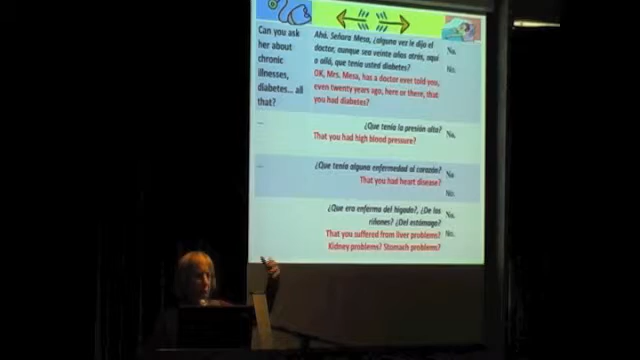 Can you ask
her about
chronic
illnesses,
diabetes... all
that?
Ahá. Señora Mesa, ¿alguna vez le dijo el
doctor, aunque sea veinte años atrás, aquí
o allá, que tenía usted diabetes?
OK, Mrs. Mesa, has a doctor ever told you,
even twenty years ago, here or there, that
you had diabetes?
No.
No.
¿Que tenía la presión alta?
That you had high blood pressure?
No.
¿Que tenía alguna enfermedad al corazón?
That you had heart disease?
No
No.
¿Que era enferma del hígado?, ¿De los
riñones? ¿Del estómago?
That you suffered from liver problems?
Kidney problems? Stomach problems?
No.
No.